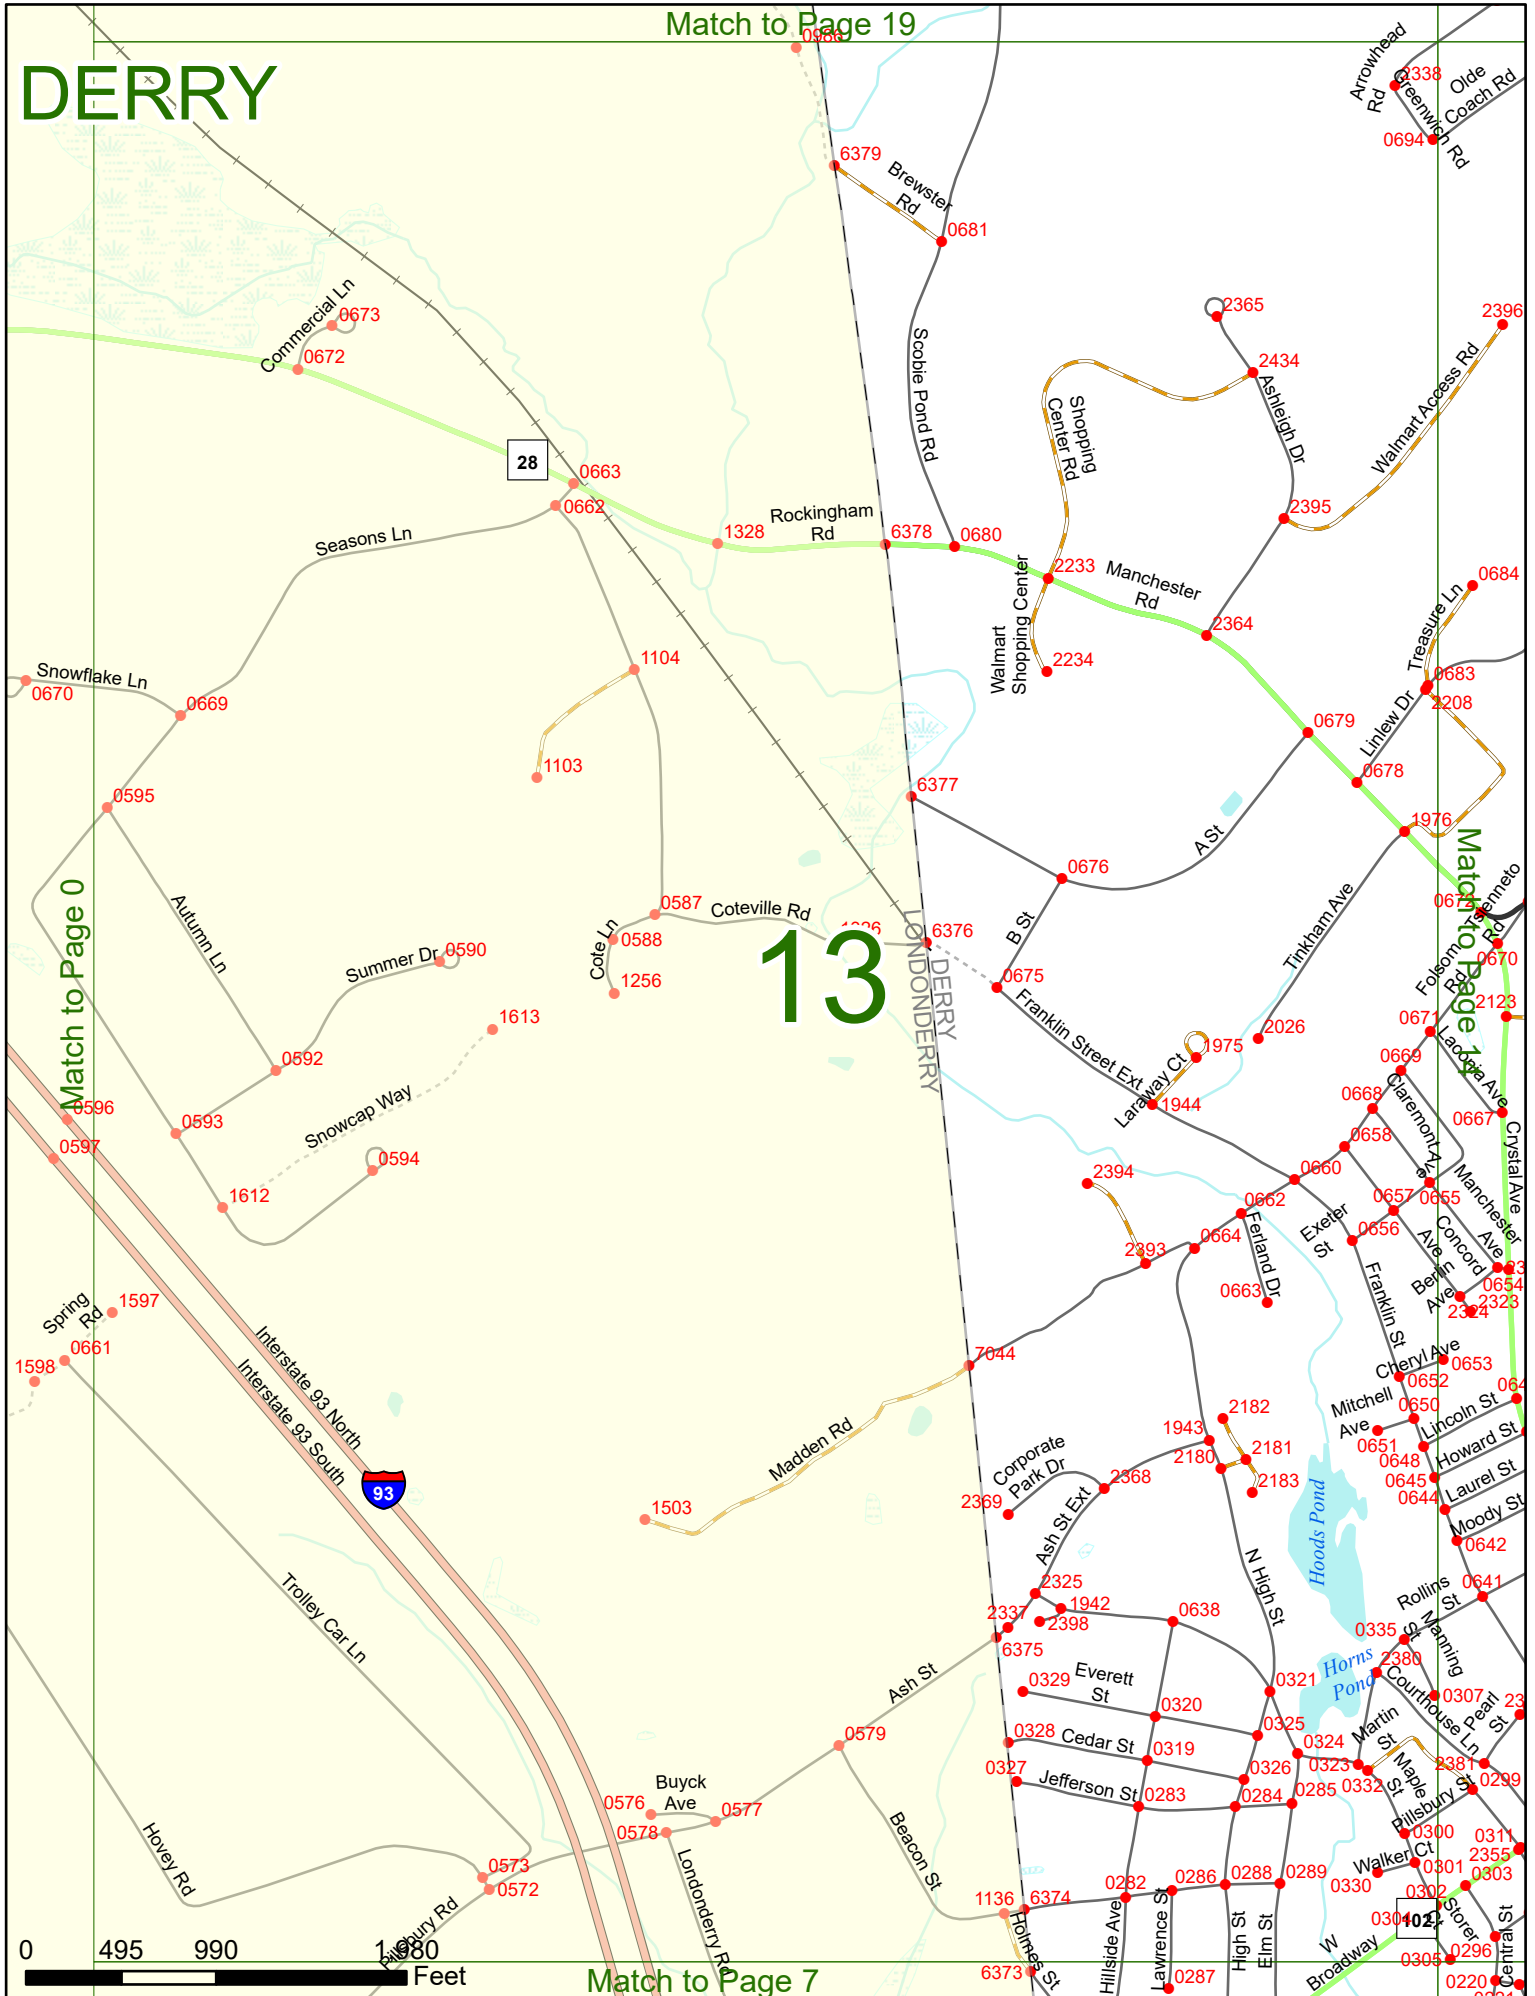 Match to Page 19
DERRY
0986
Arrowhead
Rd
2338
Olde
Coach Rd
Greenwich Rd
0694
6379
Brewster
Rd
0681
Commercial Ln
0673
0672
2365
2396
2434
Scobie Pond Rd
Shopping
Center Rd
Ashleigh Dr
Walmart Access Rd
28
0663
0662
Seasons Ln
1328
Rockingham
Rd
6378
0680
2395
2233
Manchester
Rd
Walmart
Shopping Center
2364
2234
0684
Treasure Ln
0683
2208
Linlew Dr
Snowflake Ln
0670
0669
1104
1103
0679
0678
0595
6377
1976
A St
0676
Match to Page 0
Autumn Ln
0587
Coteville Rd
0588
Cote Ln
1256
Summer Dr
0590
13
6376
DERRY
LONDONDERRY
B St
0675
Tinkham Ave
0672
Tsienneto
Rd
0670
Folsom
Rd
Match to Page 14
2123
1613
0592
Franklin Street Ext
2026
1975
Laraway Ct
1944
0671
Laconia Ave
0669
0668
Claremont Ave
0667
Crystal Ave
0596
0597
0593
Snowcap Way
0594
1612
2394
0658
0660
0662
0657
0655
Manchester
Ave
0656
Exeter
St
Concord
Ave
Berlin
Ave
0664
Ferland Dr
2393
0663
Franklin St
0654
2323
2324
Spring
Rd
1597
0661
1598
Interstate 93 North
Interstate 93 South
93
7044
Cheryl Ave
0653
0652
Mitchell
Ave
0650
0651
Lincoln St
0648
Howard St
0645
Laurel St
0644
Moody St
0642
Madden Rd
1503
Corporate
Park Dr
2369
2368
Ash St Ext
1943
2182
2181
2180
2183
Hoods Pond
N High St
Trolley Car Ln
2325
1942
2337
2398
6375
0638
Rollins
St
0641
0335
Manning
St
2380
Horns
Pond
Courthouse Ln
0307
Pearl
St
Ash St
0329
Everett
St
0321
0320
0325
0328
Cedar St
0319
0324
Martin
St
0323
0332
2381
0299
0579
0327
Jefferson St
0326
0283
0284
0285
Maple
St
Pillsbury St
0300
0311
Buyck
Ave
0576
0577
0578
Beacon St
Walker Ct
0301
0330
2355
0303
Hovey Rd
0573
0572
Pillsbury Rd
Londonderry Rd
1136
6374
0282
0286
0288
0289
0302
102
0304
Storer
Ct
Holmes St
6373
Hillside Ave
Lawrence St
0287
High St
Elm St
W
Broadway
0305
0296
0220
Central St
0 495 990 1,980
Feet
Match to Page 7